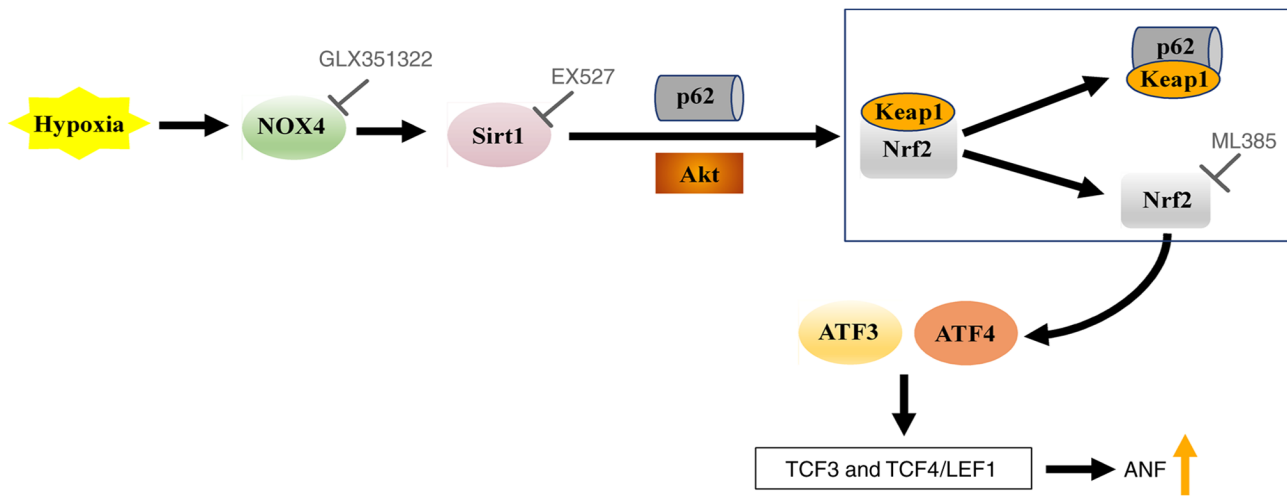 GLX351322
EX527
Hypoxia
NOX4
Sirt1
p62
Akt
Keap1
Nrf2
p62
Keap1
ML385
Nrf2
ATF3
ATF4
TCF3 and TCF4/LEF1
ANF